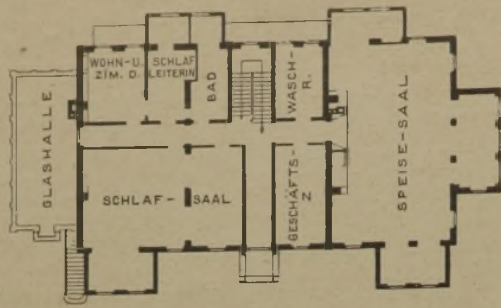 WOHN-U. SCHLAF
ZIM. D. LEITERIN
BAD
WASCH-
R.
GLASHALLE
SPEISE-SAAL
SCHLAF- SAAL
GESCHÄFTS-
Z